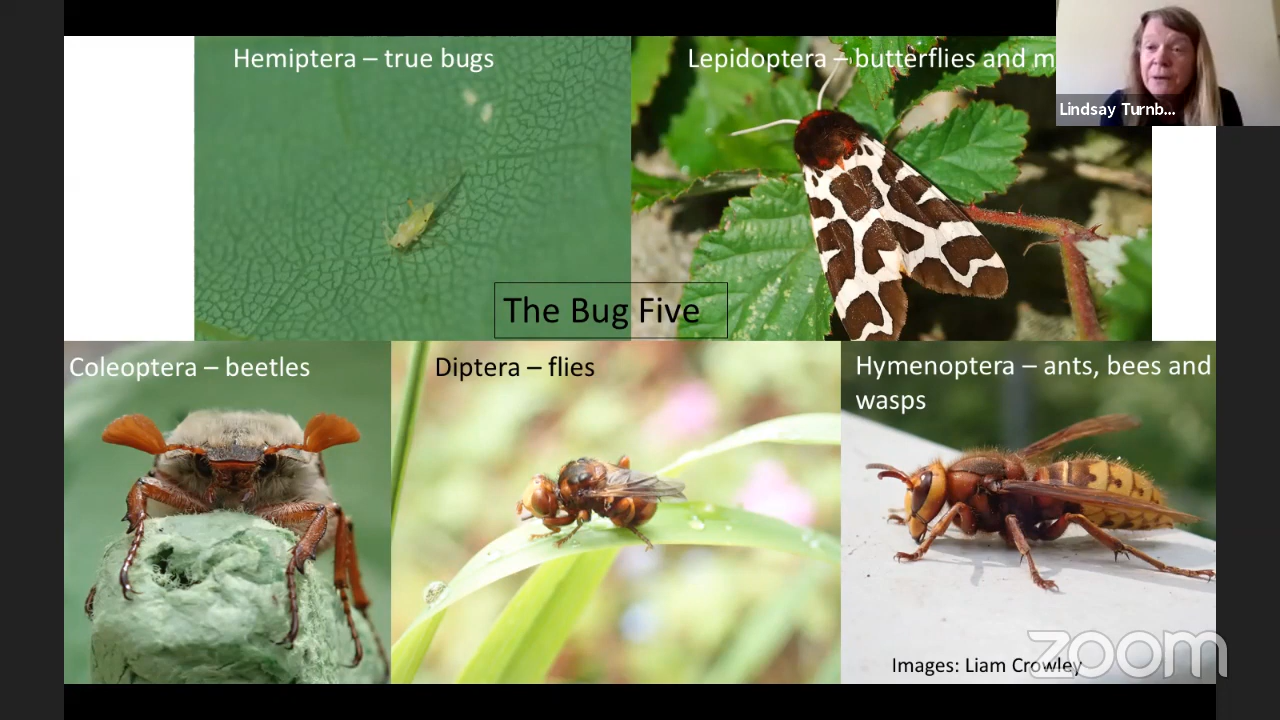 Hemiptera – true bugs
Lepidoptera – butterflies and m
Lindsay Turnb...
The Bug Five
Coleoptera – beetles
Diptera – flies
Hymenoptera – ants, bees and
wasps
Images: Liam Crowley
zoom